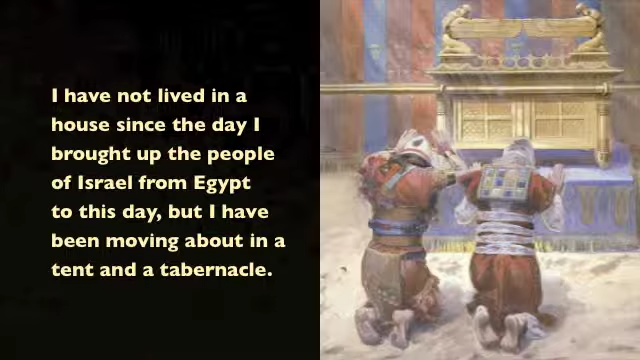 I have not lived in a
house since the day I
brought up the people
of Israel from Egypt
to this day, but I have
been moving about in a
tent and a tabernacle.